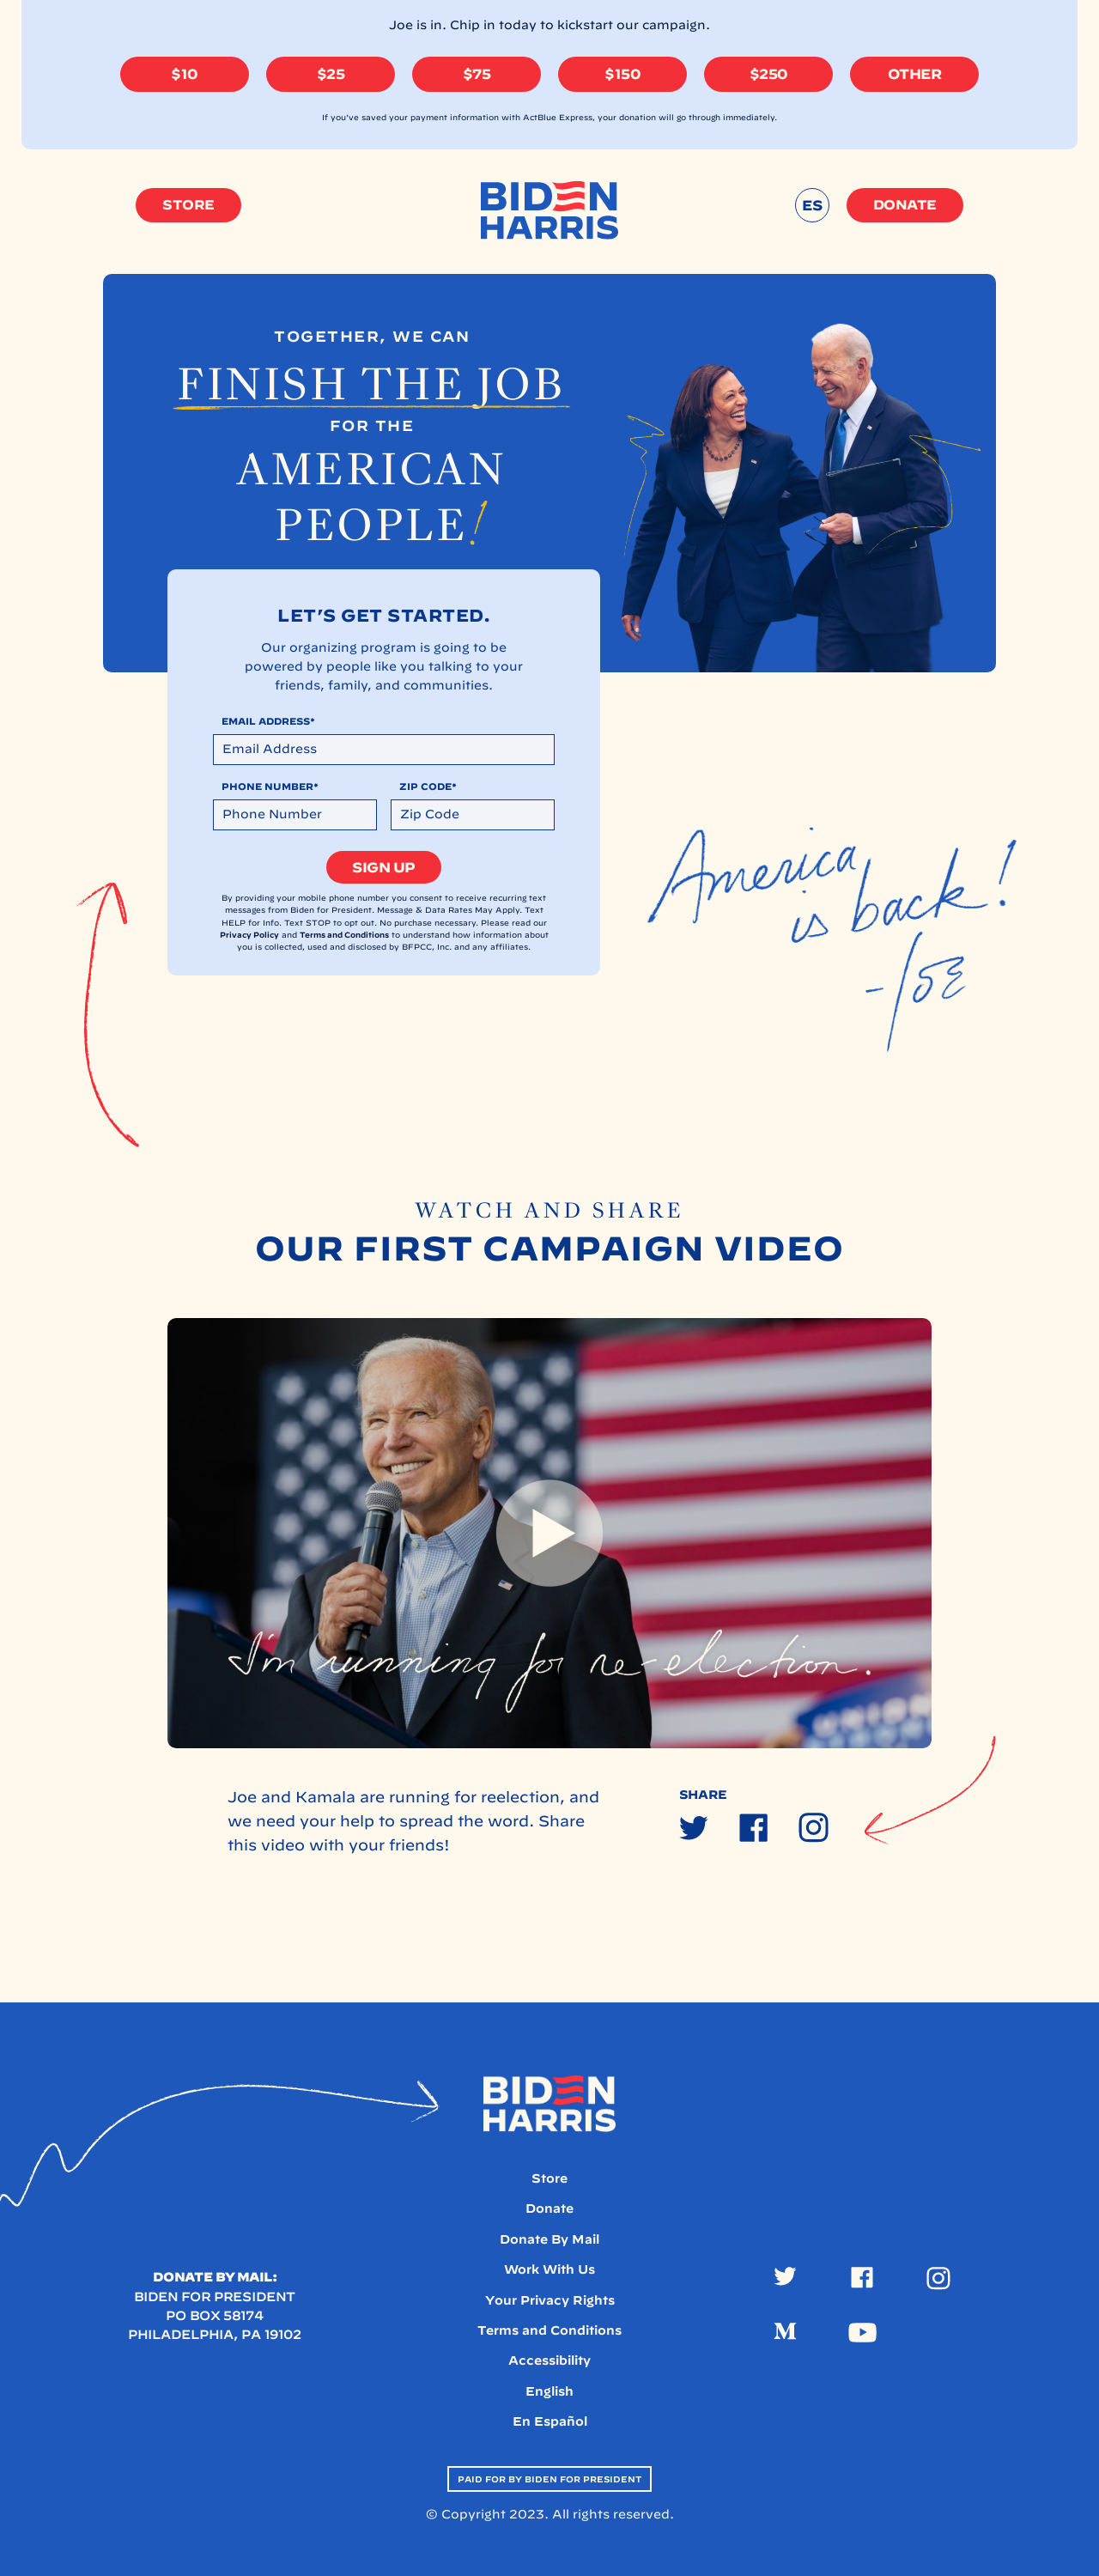 Joe is in. Chip in today to kickstart our campaign.
$10 $25 $75 $150 $250 OTHER
If you've saved your payment information with ActBlue Express, your donation will go through immediately.
STORE
BIDEN
HARRIS
ES DONATE
TOGETHER, WE CAN
FINISH THE JOB
FOR THE
AMERICAN
PEOPLE!
LET'S GET STARTED.
Our organizing program is going to be
powered by people like you talking to your
friends, family, and communities.
EMAIL ADDRESS*
Email Address
PHONE NUMBER* ZIP CODE*
Phone Number Zip Code
SIGN UP
By providing your mobile phone number you consent to receive recurring text
messages from Biden for President. Message & Data Rates May Apply. Text
HELP for Info. Text STOP to opt out. No purchase necessary. Please read our
Privacy Policy and Terms and Conditions to understand how information about
you is collected, used and disclosed by BFPCC, Inc. and any affiliates.
America
is back!
-Joe
WATCH AND SHARE
OUR FIRST CAMPAIGN VIDEO
I'm running for re-election.
UNION
Joe and Kamala are running for reelection, and
we need your help to spread the word. Share
this video with your friends!
SHARE
BIDEN
HARRIS
Store
Donate
Donate By Mail
Work With Us
Your Privacy Rights
Terms and Conditions
Accessibility
English
En Español
DONATE BY MAIL:
BIDEN FOR PRESIDENT
PO BOX 58174
PHILADELPHIA, PA 19102
M
PAID FOR BY BIDEN FOR PRESIDENT
© Copyright 2023. All rights reserved.